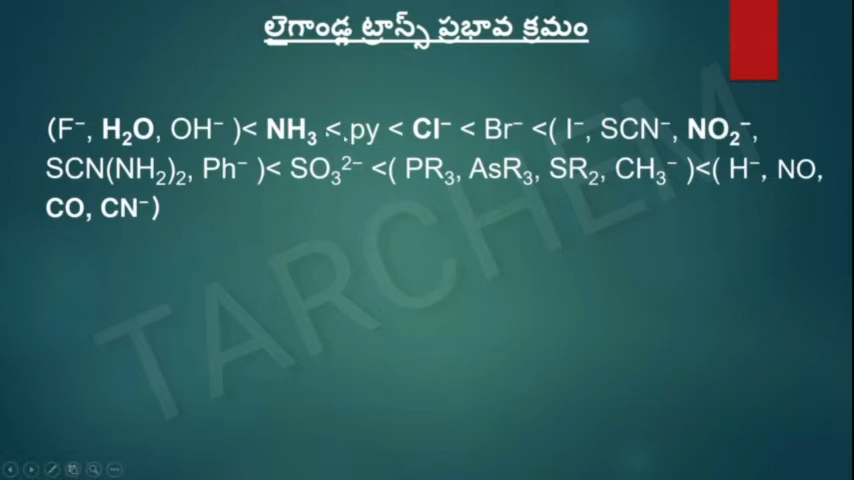 లైగాండ్ల ట్రాన్స్ ప్రభావ క్రమం
(F⁻, H₂O, OH⁻ )< NH₃ < py < Cl⁻ < Br⁻ <( I⁻, SCN⁻, NO₂⁻,
SCN(NH₂)₂, Ph⁻ )< SO₃²⁻ <( PR₃, AsR₃, SR₂, CH₃⁻ )<( H⁻, NO,
CO, CN⁻)
TARCHEM